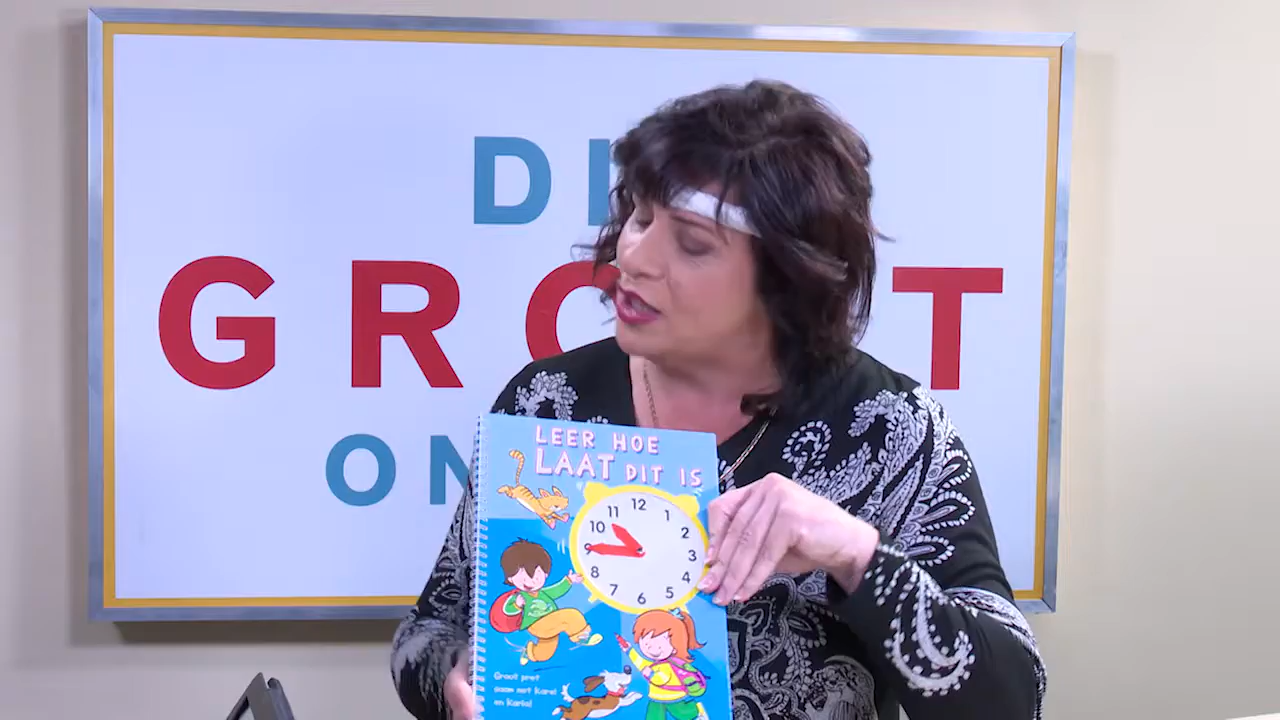 DI
GRO T
ON
LEER HOE
LAAT DIT IS
12
11
1
10
2
9
3
8
4
7
5
6
Groot pret
saam met Karel
en Karla!